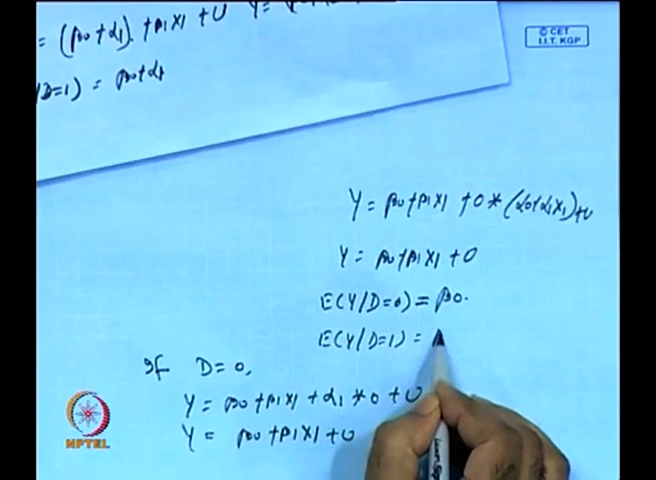 = (β0 + α1) + β1X1 + U Y =
/D=1) = β0+α1
© CET
I.I.T. KGP
Y = β0+β1X1 + 0*(α0+α1X1)+U
Y = β0+β1X1 + U
E(Y/D=0) = β0.
E(Y/D=1) =
If D=0,
Y = β0+β1X1 + α1*0 + U
Y = β0+β1X1+U
NPTEL